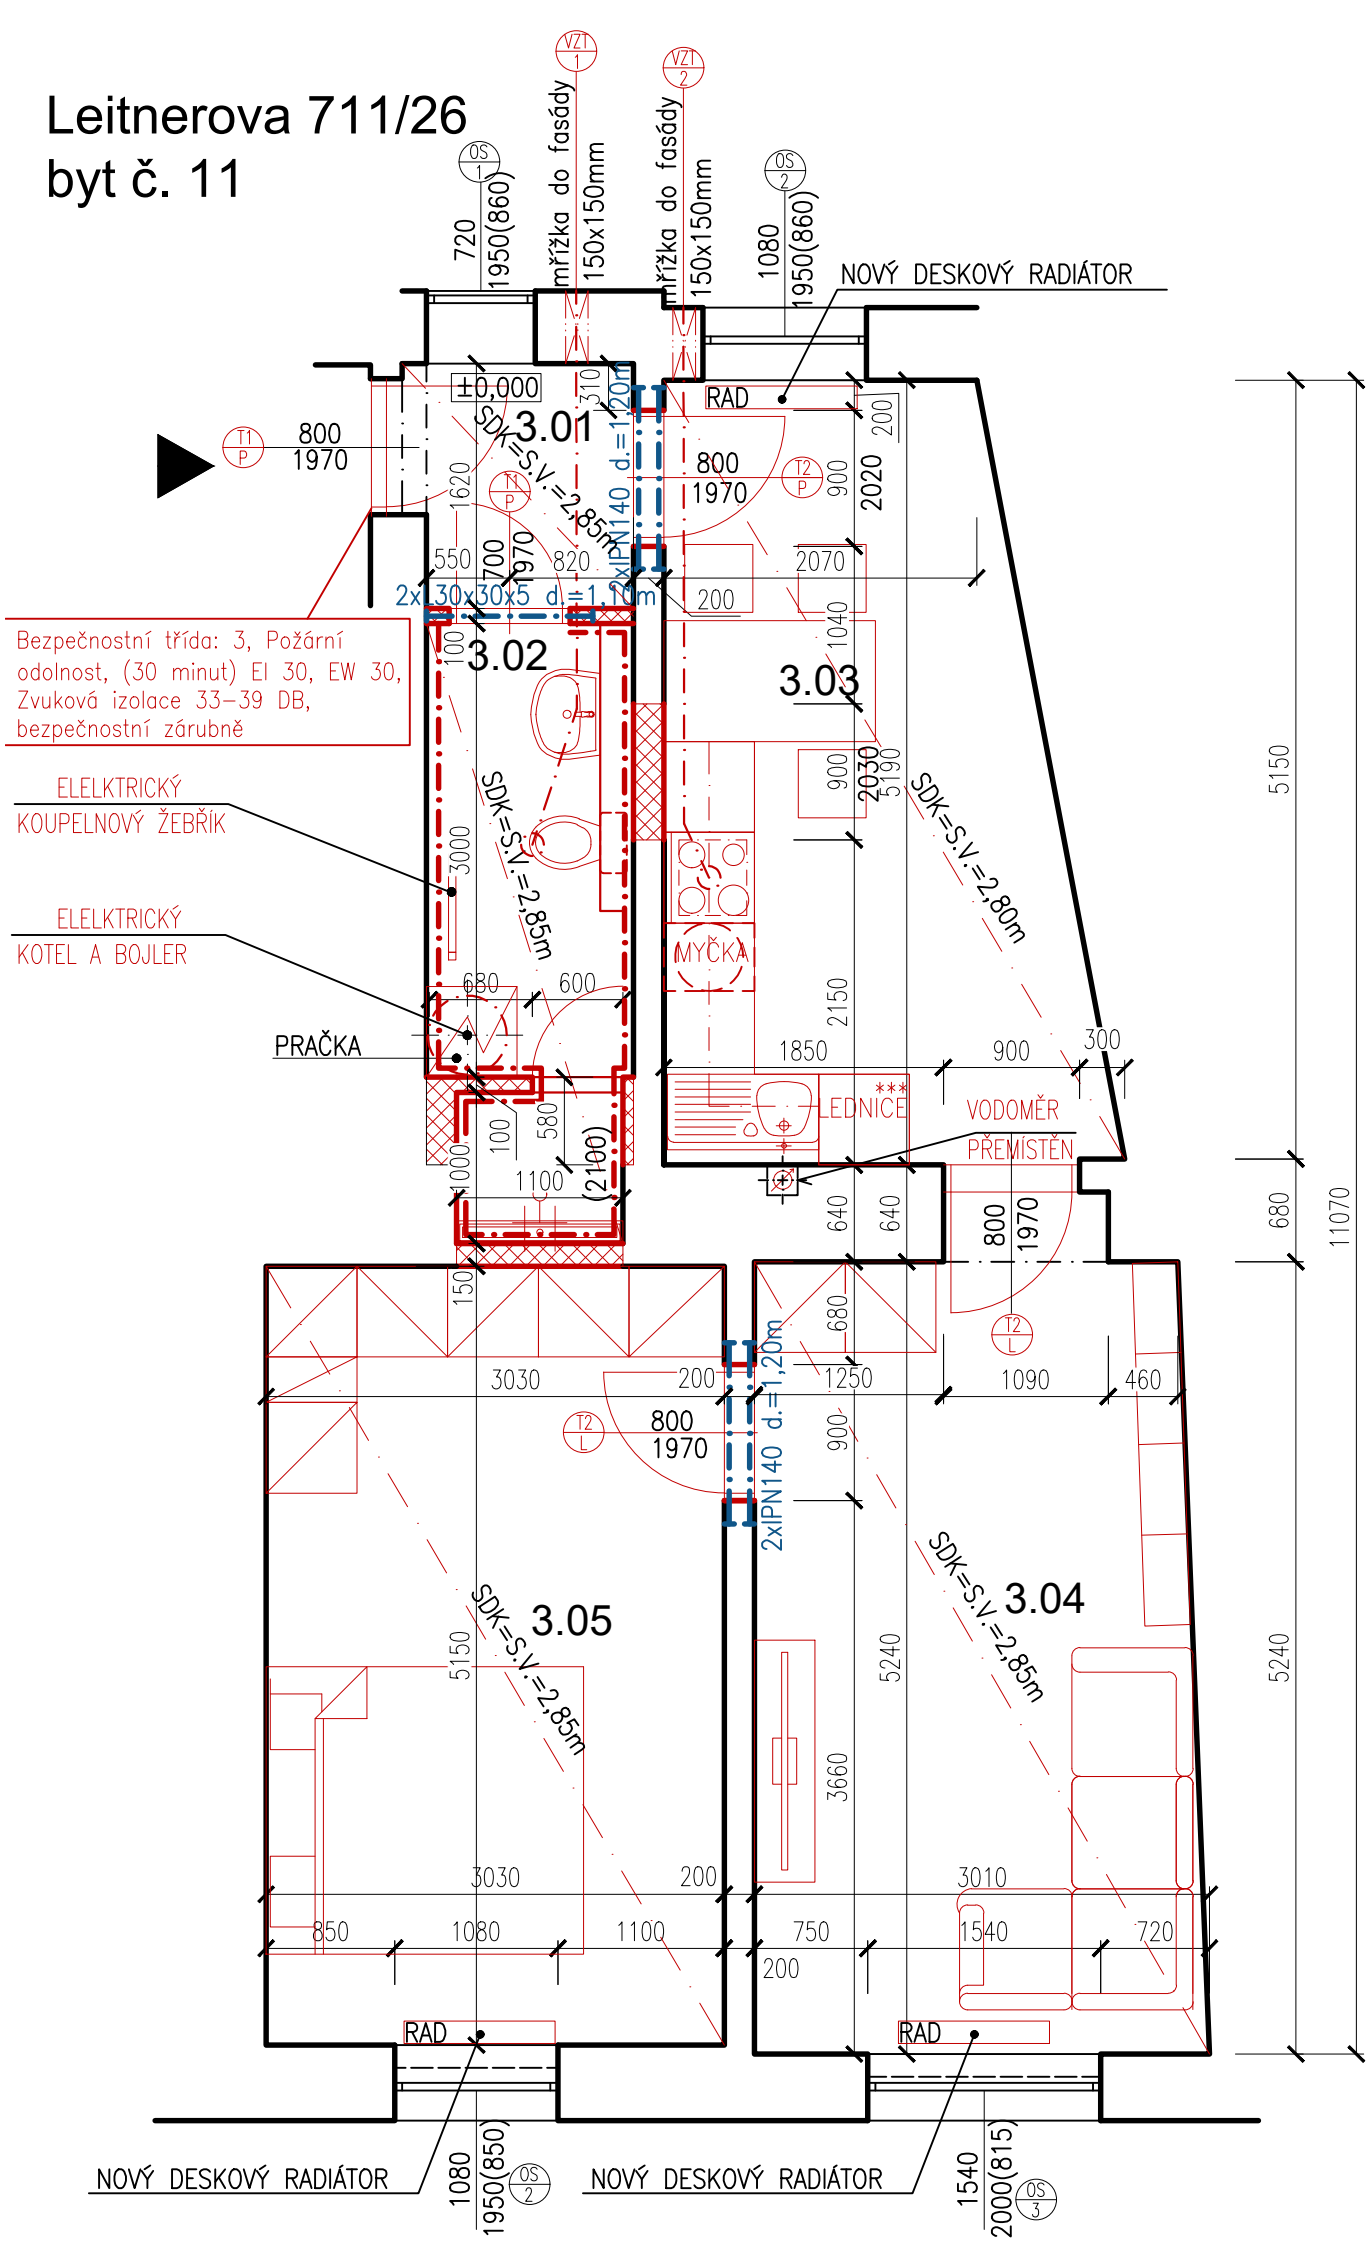 Leitnerova 711/26
byt č. 11
VZT
1
VZT
2
mřížka do fasády
150x150mm
mřížka do fasády
150x150mm
OS
1
720
1950(860)
OS
2
1080
1950(860)
NOVÝ DESKOVÝ RADIÁTOR
±0,000
310
RAD
200
3.01
SDK=S.V.=2,85m
T1
P
800
1970
1620
T1
P
2xIPN140 d.=1,20m
800
1970
T2
P
900
2020
550
700
1970
820
2070
2xL30x30x5 d.=1,10m
200
Bezpečnostní třída: 3, Požární
odolnost, (30 minut) EI 30, EW 30,
Zvuková izolace 33-39 DB,
bezpečnostní zárubně
100
3.02
1040
3.03
5150
ELELKTRICKÝ
KOUPELNOVÝ ŽEBŘÍK
SDK=S.V.=2,85m
3000
900
2030
5190
SDK=S.V.=2,80m
ELELKTRICKÝ
KOTEL A BOJLER
MYČKA
680
600
2150
PRAČKA
1850
900
300
100
580
(2100)
***
LEDNICE
VODOMĚR
PŘEMÍSTĚN
1000
1100
640
640
800
1970
680
11070
150
680
T2
L
3030
200
1250
1090
460
T2
L
800
1970
2xIPN140 d.=1,20m
900
SDK=S.V.=2,85m
3.05
5150
SDK=S.V.=2,85m
3.04
5240
5240
3660
3030
200
3010
850
1080
1100
750
1540
720
200
RAD
RAD
NOVÝ DESKOVÝ RADIÁTOR
1080
1950(850)
OS
2
NOVÝ DESKOVÝ RADIÁTOR
1540
2000(815)
OS
3